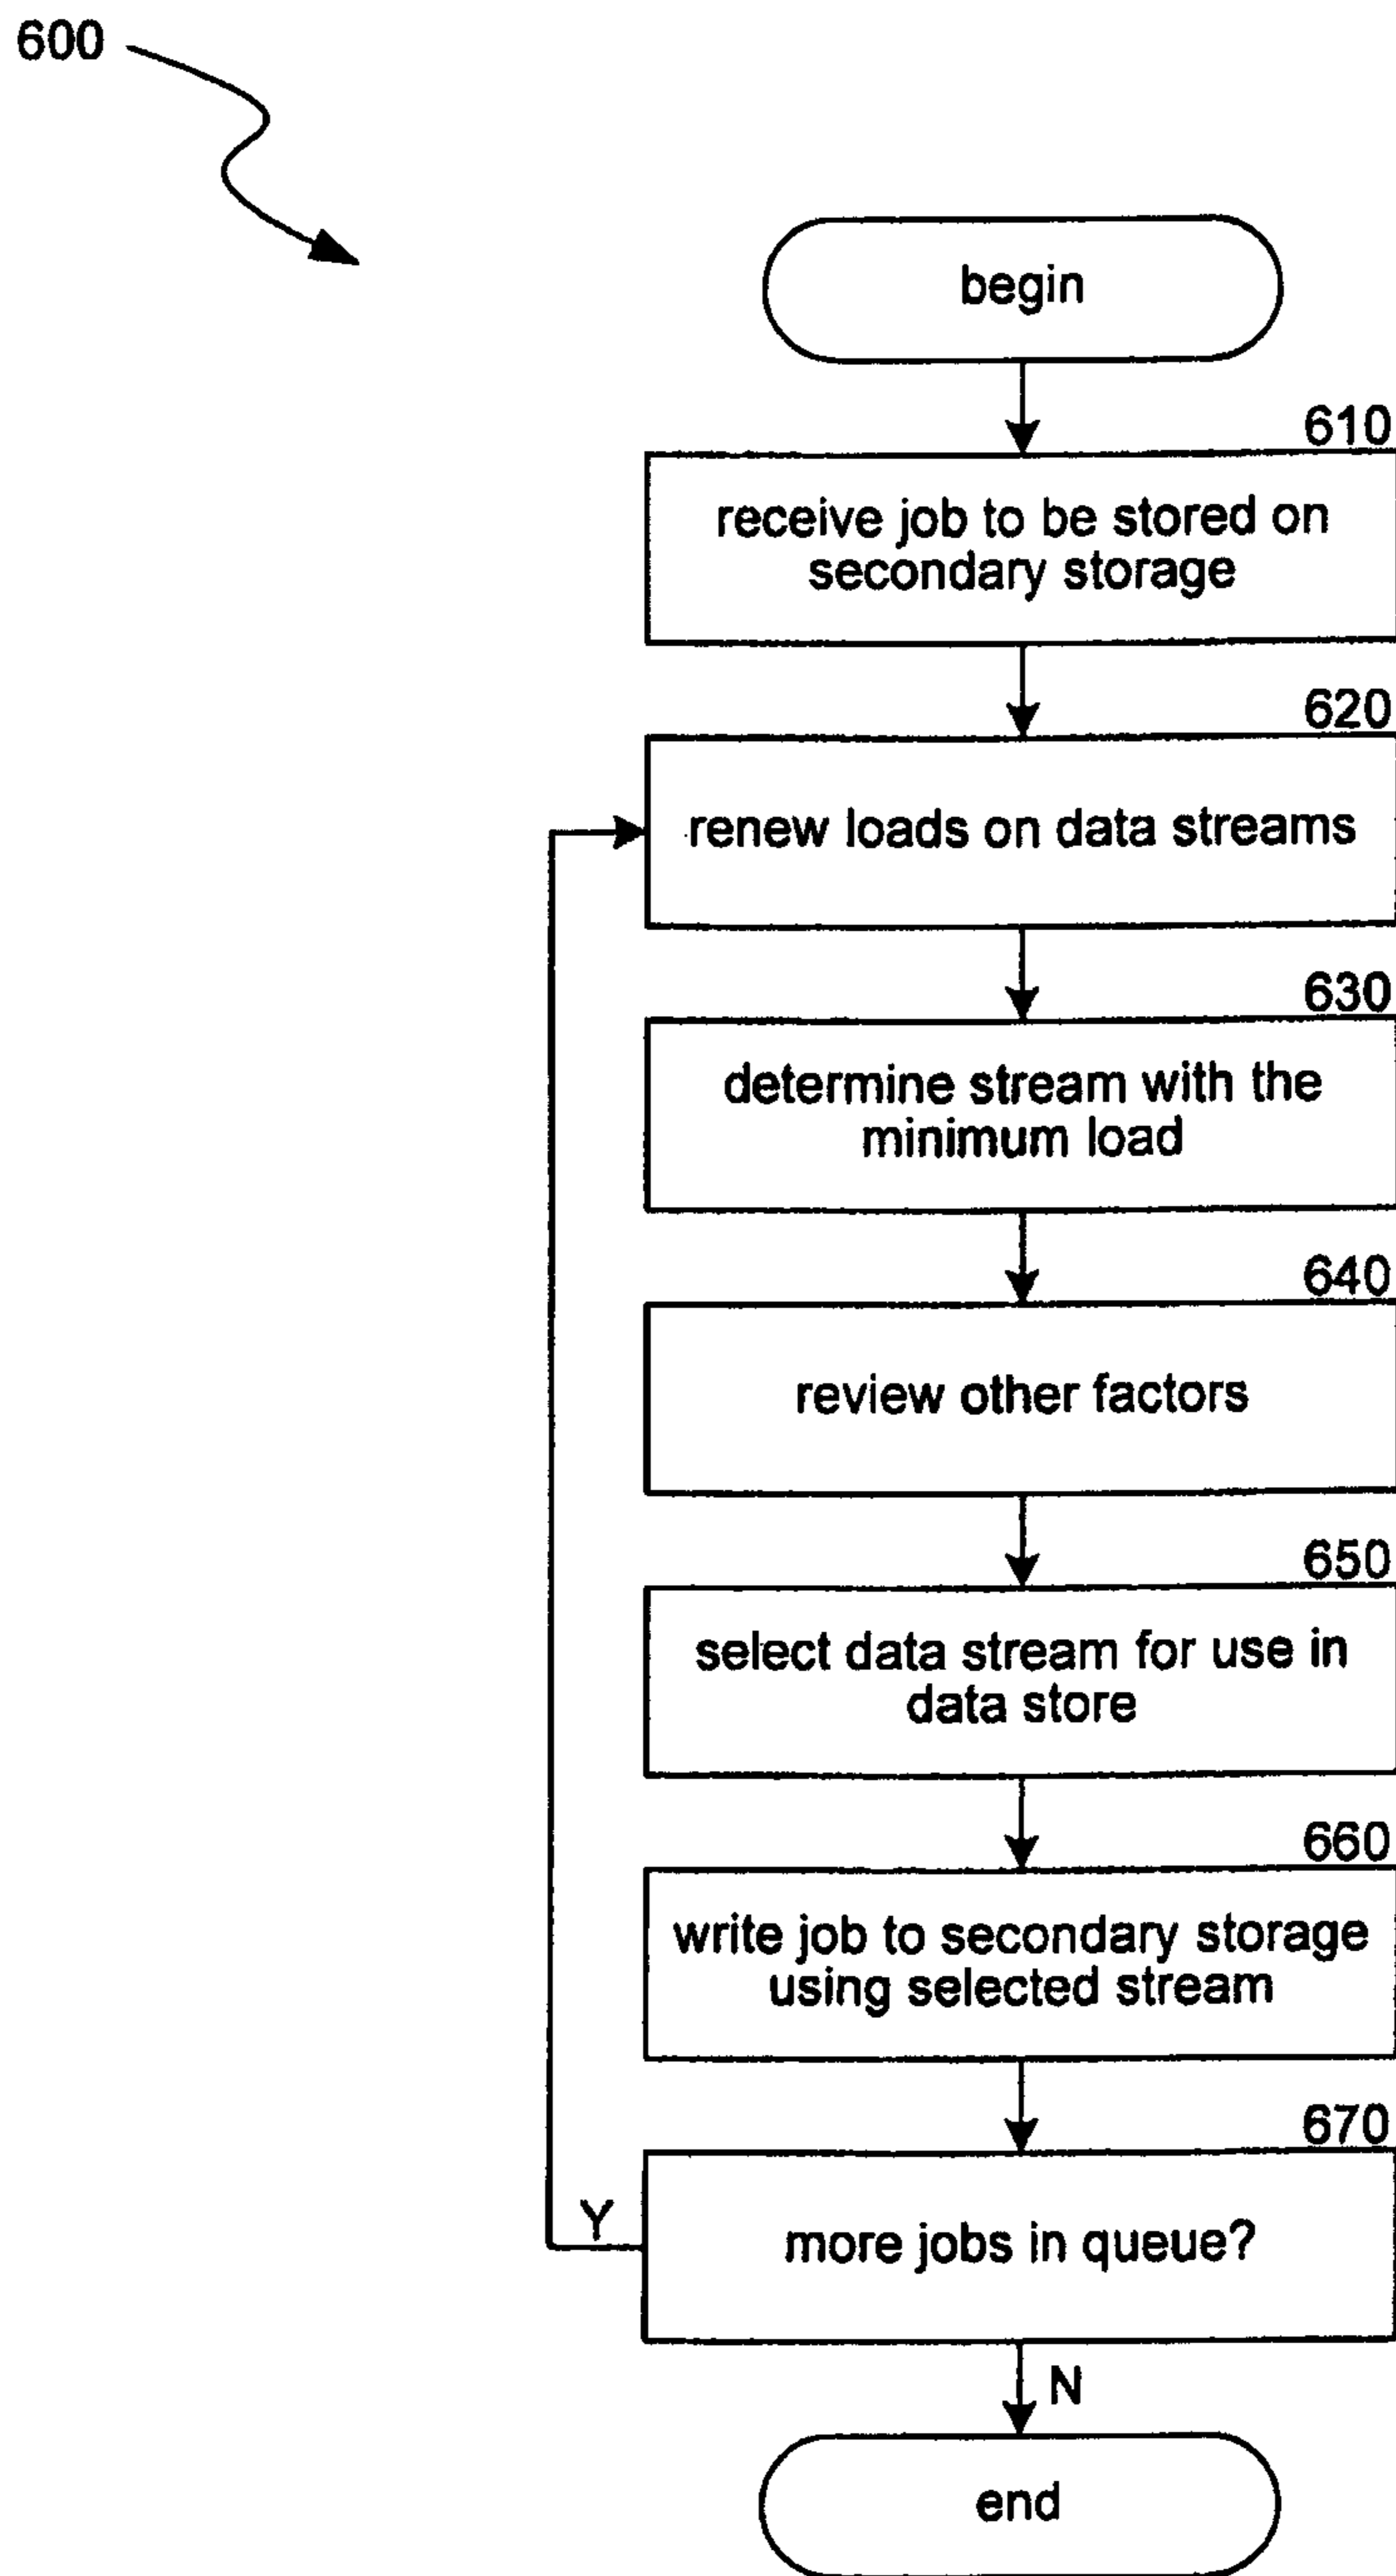 600
begin
610
receive job to be stored on
secondary storage
620
renew loads on data streams
630
determine stream with the
minimum load
640
review other factors
650
select data stream for use in
data store
660
write job to secondary storage
using selected stream
670
more jobs in queue?
Y
N
end